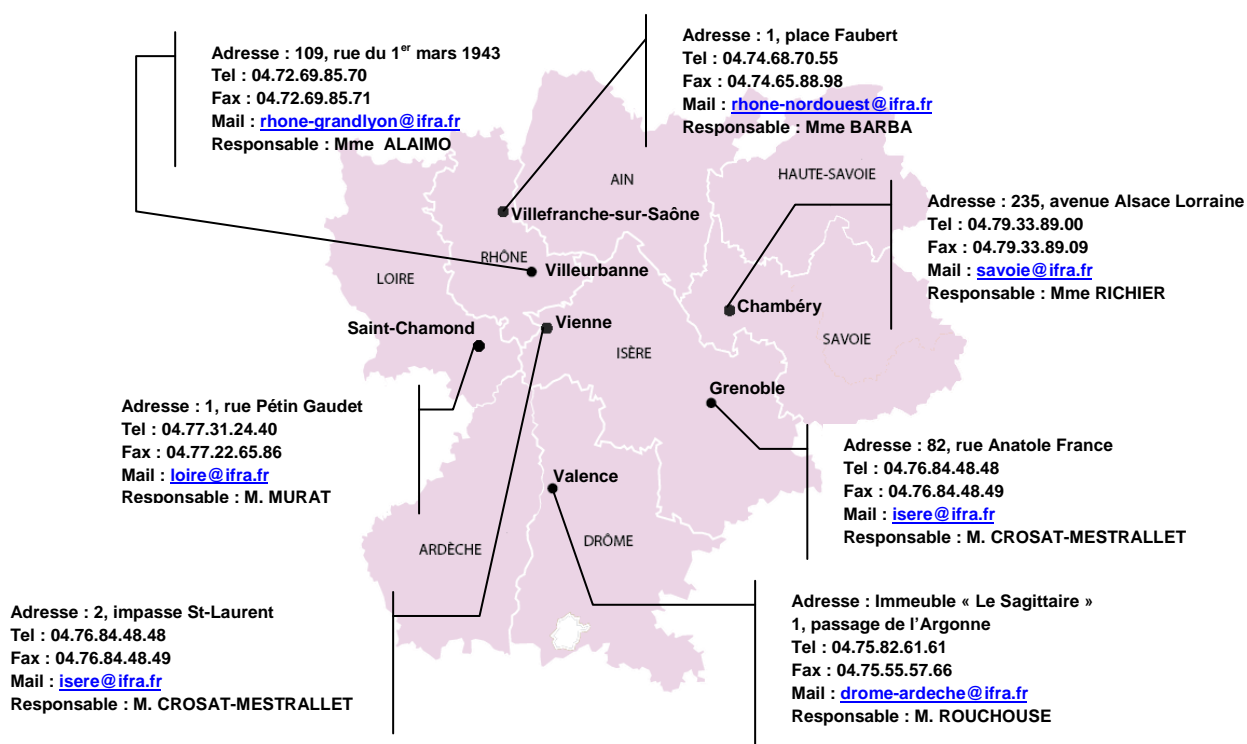 Adresse : 109, rue du 1er mars 1943
Tel : 04.72.69.85.70
Fax : 04.72.69.85.71
Mail : rhone-grandlyon@ifra.fr
Responsable : Mme  ALAIMO
Adresse : 1, place Faubert
Tel : 04.74.68.70.55
Fax : 04.74.65.88.98
Mail : rhone-nordouest@ifra.fr
Responsable : Mme BARBA
AIN
HAUTE-SAVOIE
Adresse : 235, avenue Alsace Lorraine
Tel : 04.79.33.89.00
Fax : 04.79.33.89.09
Mail : savoie@ifra.fr
Responsable : Mme RICHIER
Villefranche-sur-Saône
RHÔNE
Villeurbanne
LOIRE
Chambéry
Saint-Chamond
Vienne
SAVOIE
ISÈRE
Grenoble
Adresse : 1, rue Pétin Gaudet
Tel : 04.77.31.24.40
Fax : 04.77.22.65.86
Mail : loire@ifra.fr
Responsable : M. MURAT
Adresse : 82, rue Anatole France
Tel : 04.76.84.48.48
Fax : 04.76.84.48.49
Mail : isere@ifra.fr
Responsable : M. CROSAT-MESTRALLET
Valence
ARDÈCHE
DRÔME
Adresse : 2, impasse St-Laurent
Tel : 04.76.84.48.48
Fax : 04.76.84.48.49
Mail : isere@ifra.fr
Responsable : M. CROSAT-MESTRALLET
Adresse : Immeuble « Le Sagittaire »
1, passage de l’Argonne
Tel : 04.75.82.61.61
Fax : 04.75.55.57.66
Mail : drome-ardeche@ifra.fr
Responsable : M. ROUCHOUSE